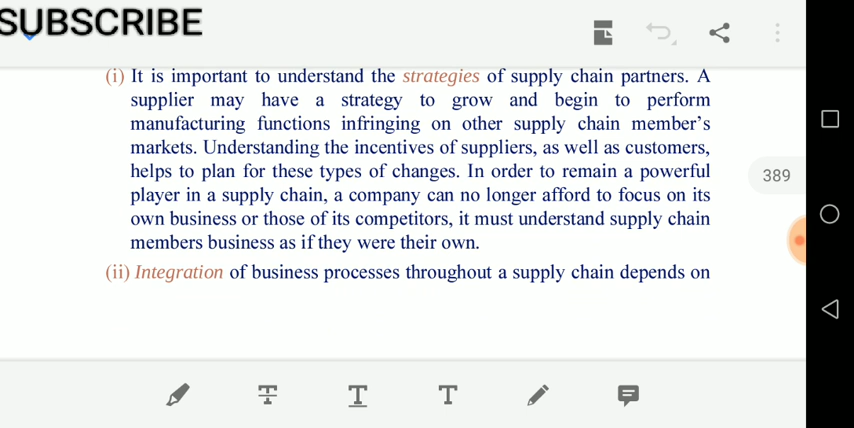 SUBSCRIBE
(i) It is important to understand the strategies of supply chain partners. A
supplier may have a strategy to grow and begin to perform
manufacturing functions infringing on other supply chain member's
markets. Understanding the incentives of suppliers, as well as customers,
helps to plan for these types of changes. In order to remain a powerful
player in a supply chain, a company can no longer afford to focus on its
own business or those of its competitors, it must understand supply chain
members business as if they were their own.
389
(ii) Integration of business processes throughout a supply chain depends on